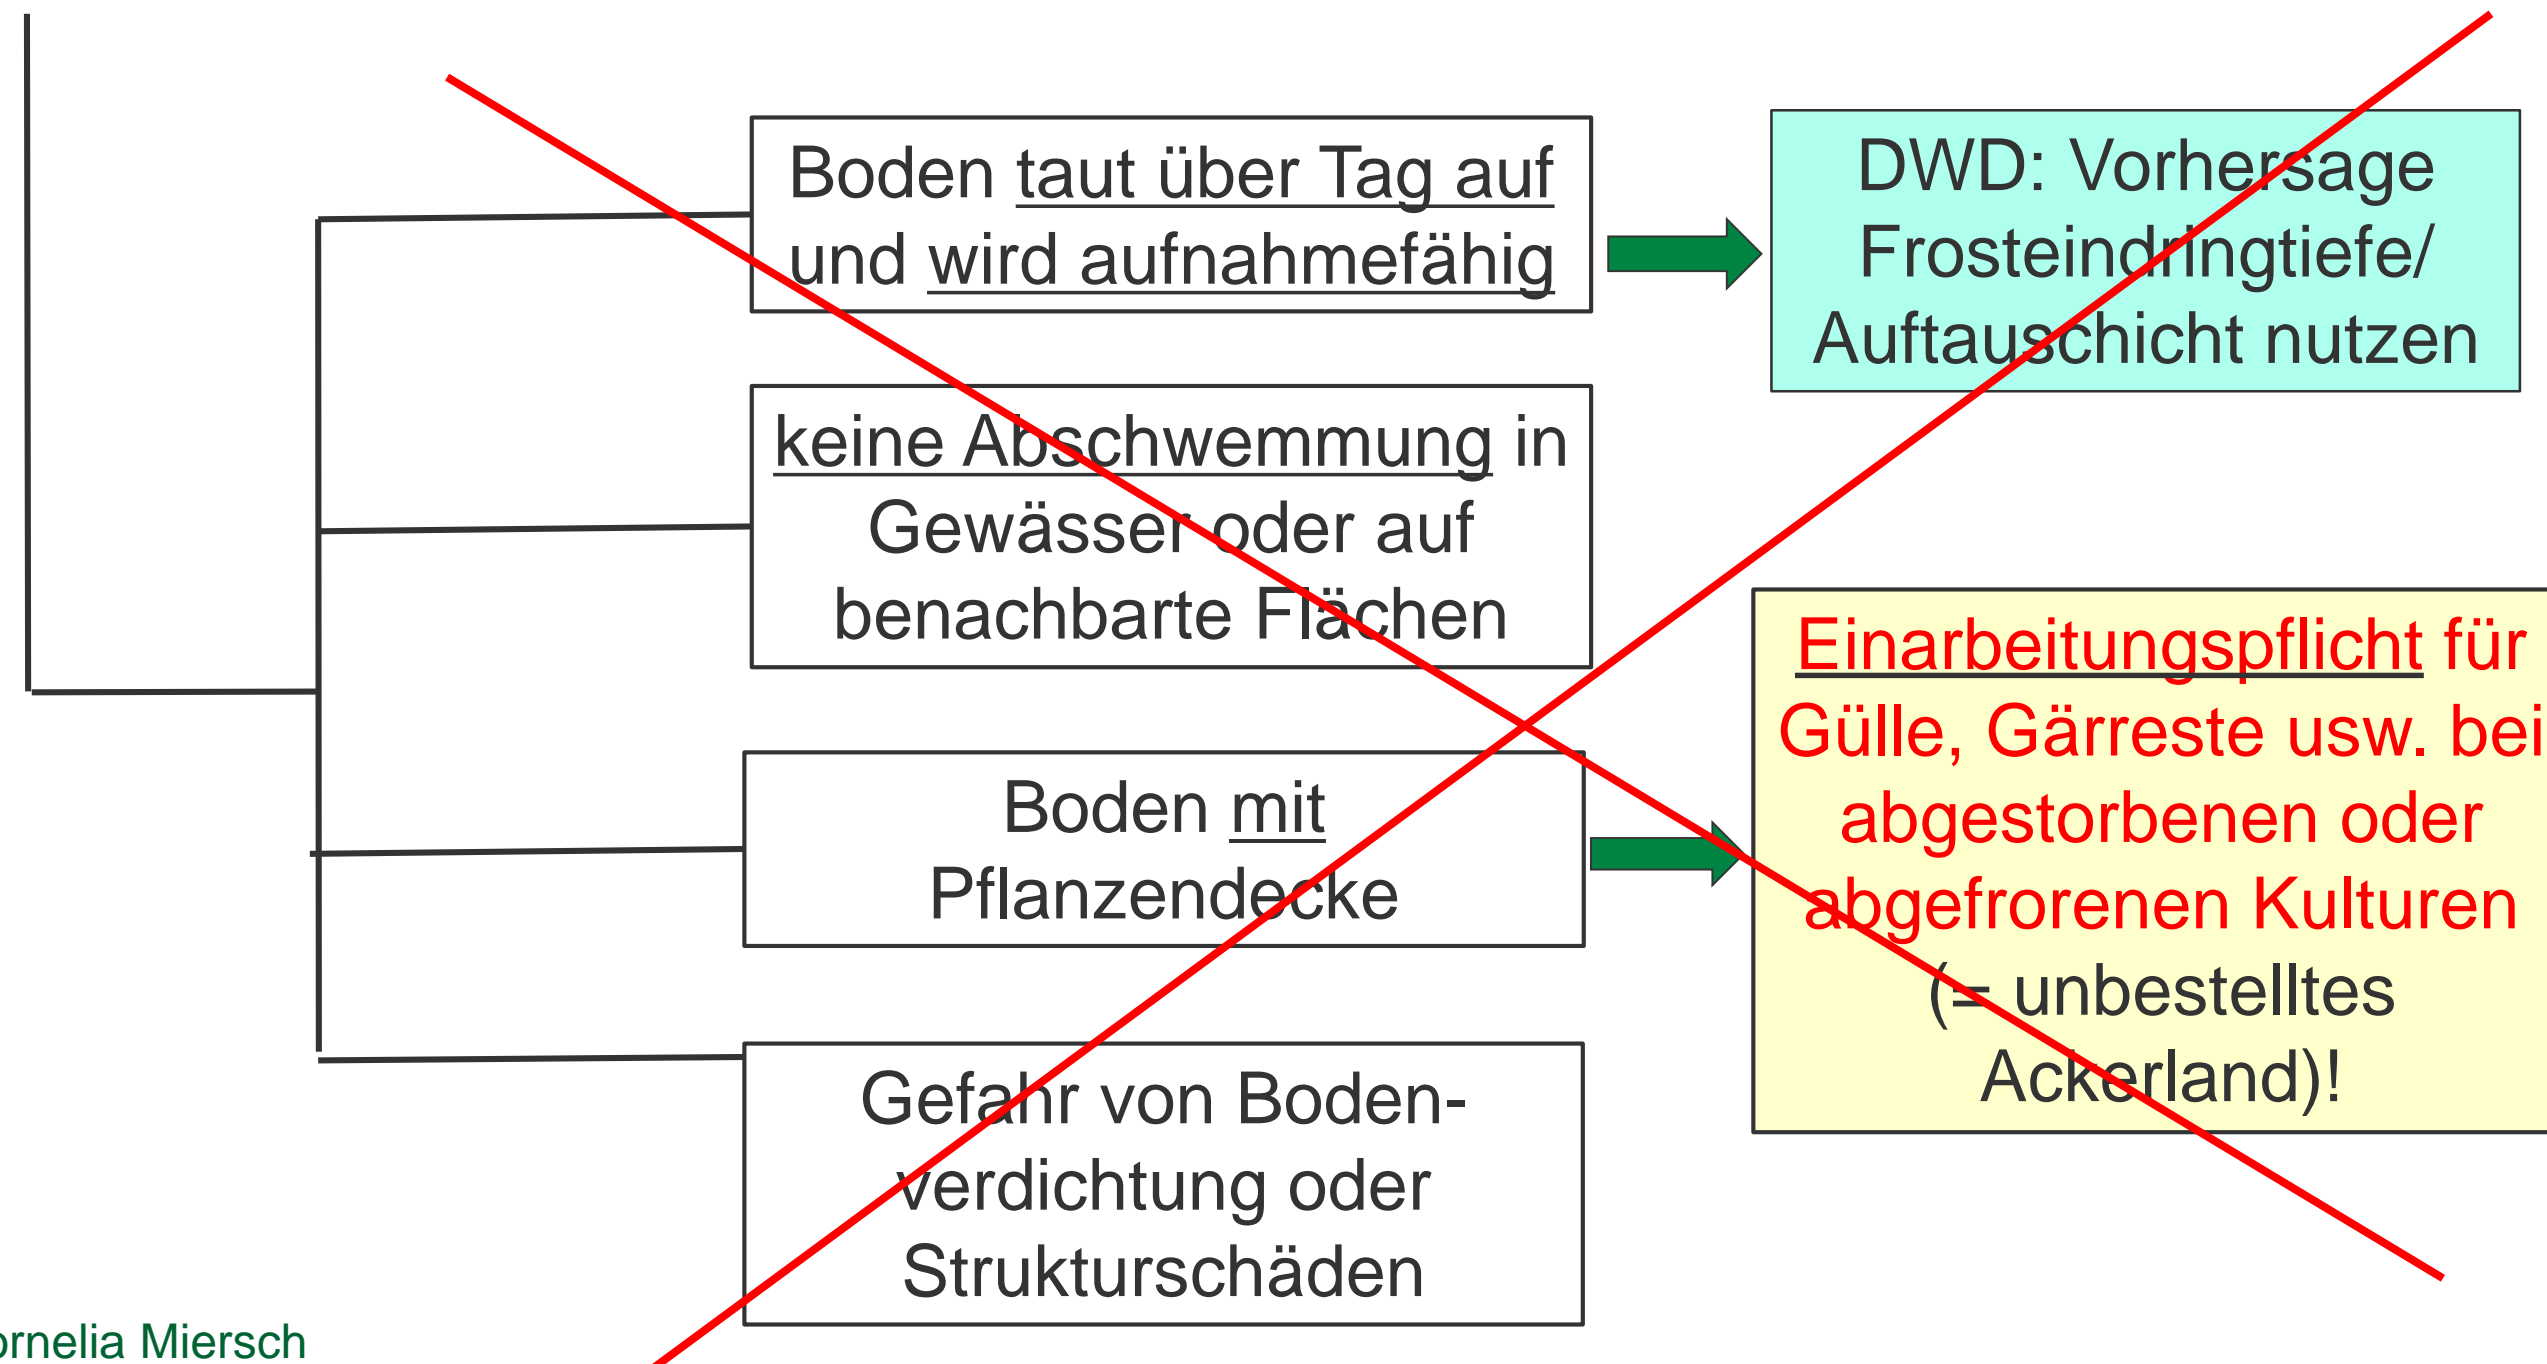 Boden taut über Tag auf
und wird aufnahmefähig
DWD: Vorhersage
Frosteindringtiefe/
Auftauschicht nutzen
keine Abschwemmung in
Gewässer oder auf
benachbarte Flächen
Einarbeitungspflicht für
Gülle, Gärreste usw. bei
abgestorbenen oder
abgefrorenen Kulturen
(= unbestelltes
Ackerland)!
Boden mit
Pflanzendecke
Gefahr von Boden-
verdichtung oder
Strukturschäden
ornelia Miersch